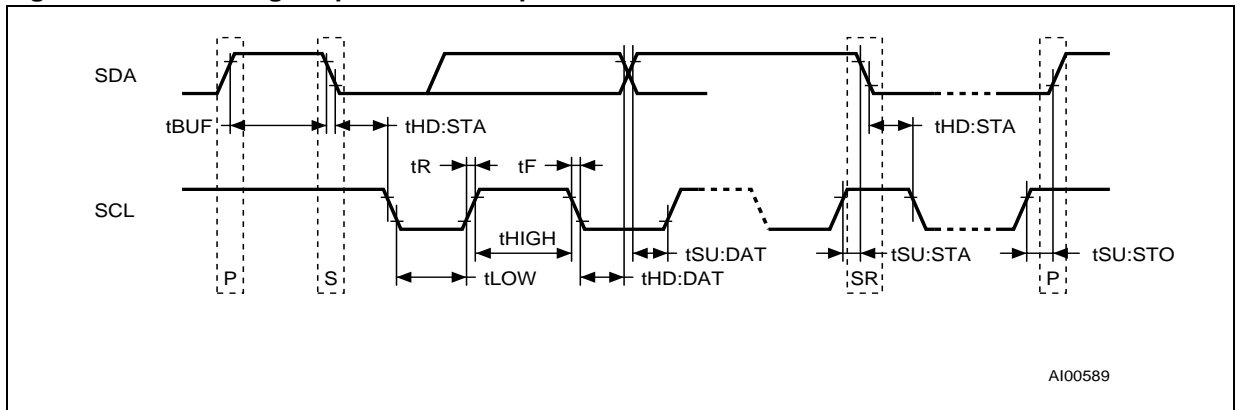 SDA
tBUF
tHD:STA
tHD:STA
tR
tF
SCL
tHIGH
tSU:DAT
tSU:STA
tSU:STO
P
S
tLOW
tHD:DAT
SR
P
AI00589